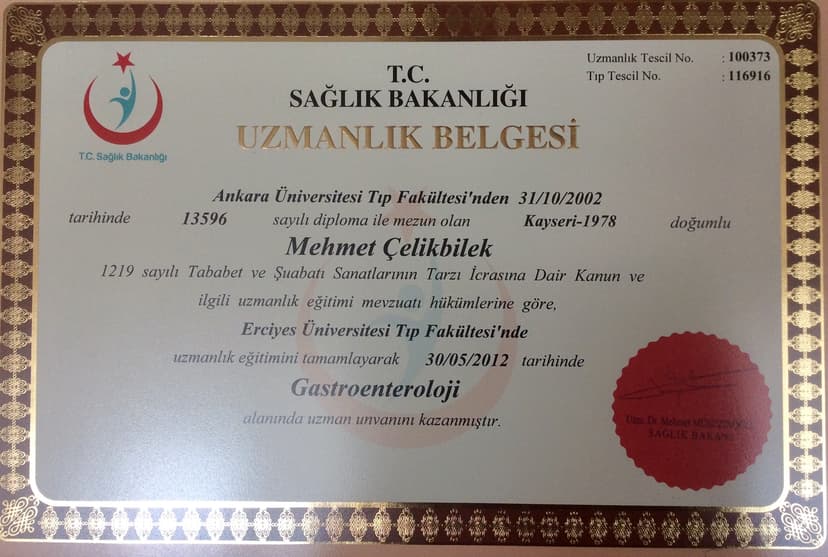 Uzmanlık Tescil No. : 100373
Tıp Tescil No. : 116916
T.C.
SAĞLIK BAKANLIĞI
UZMANLIK BELGESİ
T.C. Sağlık Bakanlığı
Ankara Üniversitesi Tıp Fakültesi'nden 31/10/2002
tarihinde 13596 sayılı diploma ile mezun olan Kayseri-1978 doğumlu
Mehmet Çelikbilek
1219 sayılı Tababet ve Şuabatı Sanatlarının Tarzı İcrasına Dair Kanun ve
ilgili uzmanlık eğitimi mevzuatı hükümlerine göre,
Erciyes Üniversitesi Tıp Fakültesi'nde
uzmanlık eğitimini tamamlayarak 30/05/2012 tarihinde
Gastroenteroloji
alanında uzman unvanını kazanmıştır.
Uzm. Dr. Mehmet
SAĞLIK BAKANI